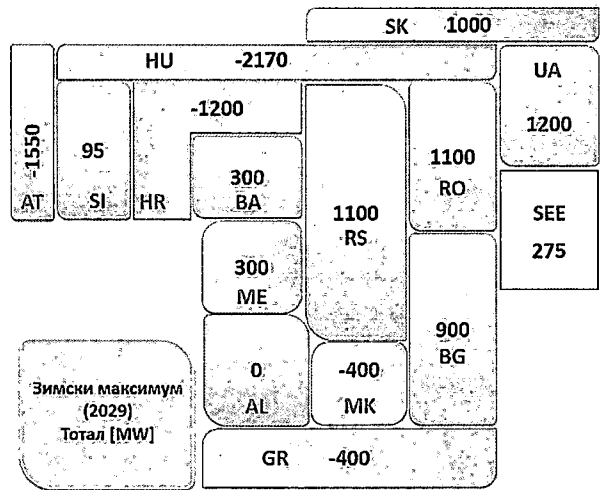 SK 1000
HU -2170
UA
1200
-1550
AT
95
SI
-1200
HR
300
BA
1100
RS
1100
RO
SEE
275
300
ME
900
BG
0
AL
-400
MK
GR -400
Зимски максимум
(2029)
Тотал [MW]